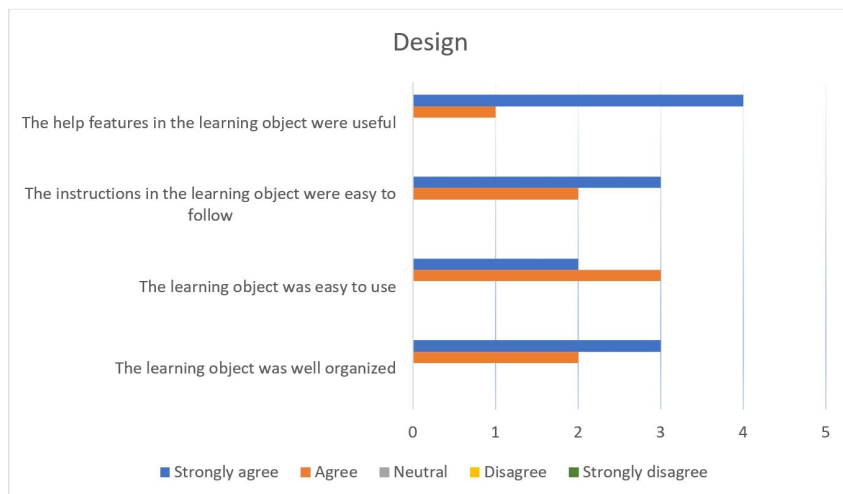 Design
The help features in the learning object were useful
The instructions in the learning object were easy to
follow
The learning object was easy to use
The learning object was well organized
0 1 2 3 4 5
Strongly agree Agree Neutral Disagree Strongly disagree